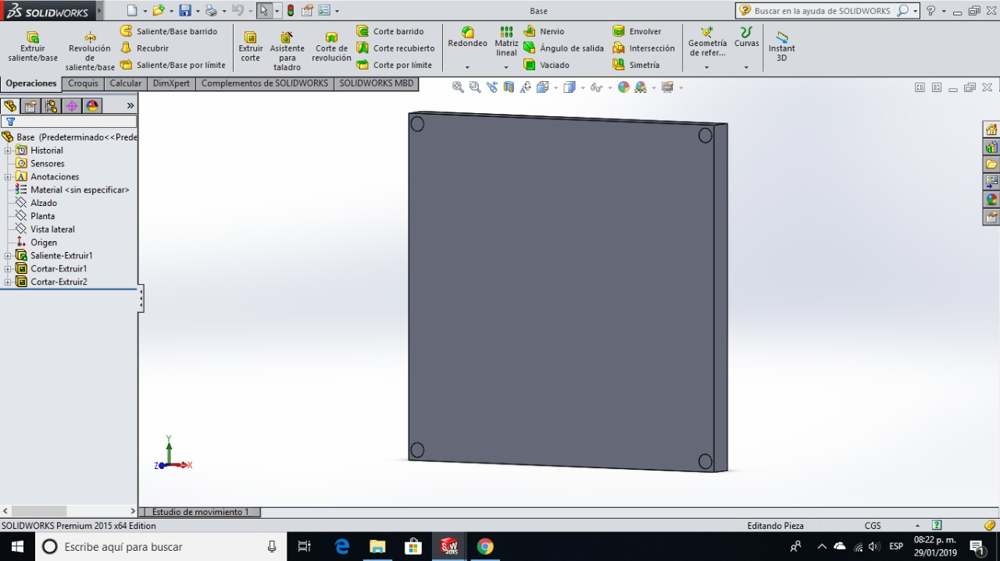 SOLIDWORKS
Base
Buscar en la ayuda de SOLIDWORKS
?
Extruir
saliente/base
Revolución
de
saliente/base
Saliente/Base barrido
Recubrir
Saliente/Base por límite
Extruir
corte
Asistente
para
taladro
Corte de
revolución
Corte barrido
Corte recubierto
Corte por límite
Redondeo
Matriz
lineal
Nervio
Ángulo de salida
Vaciado
Envolver
Intersección
Simetría
Geometría
de refer...
Curvas
Instant
3D
Operaciones
Croquis
Calcular
DimXpert
Complementos de SOLIDWORKS
SOLIDWORKS MBD
Base (Predeterminado<<Prede
Historial
Sensores
Anotaciones
Material <sin especificar>
Alzado
Planta
Vista lateral
Origen
Saliente-Extruir1
Cortar-Extruir1
Cortar-Extruir2
Y
Z
X
Estudio de movimiento 1
SOLIDWORKS Premium 2015 x64 Edition
Editando Pieza
CGS
Escribe aquí para buscar
SW
2015
ESP
08:22 p. m.
29/01/2019
1